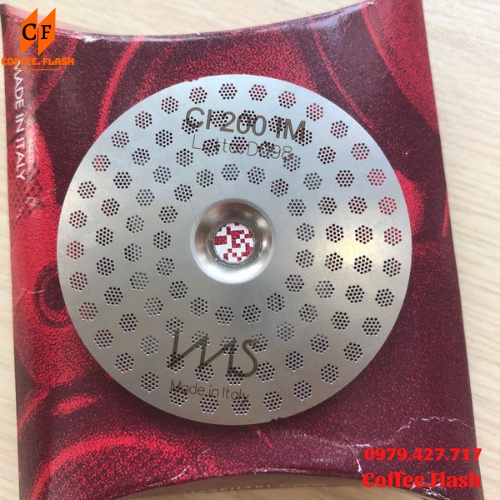 CF
COFFEE.FLASH
MADE IN ITALY
CI 200 IM
IMS
Made in Italy
0979.427.717
Coffee.Flash